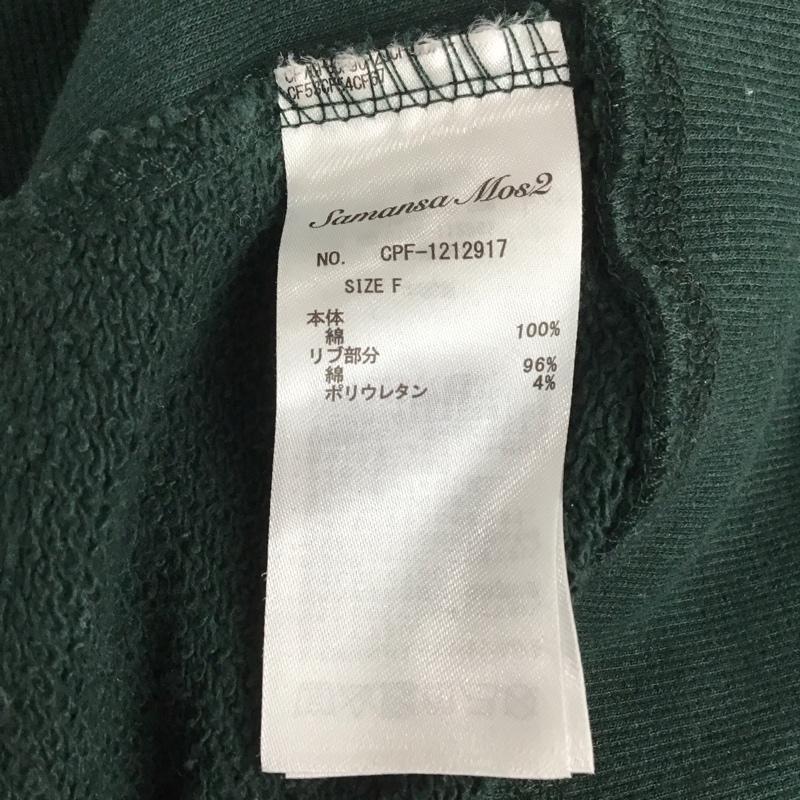 CF53CF54CF57
Samansa Mos2
NO. CPF-1212917
SIZE F
本体
綿 100%
リブ部分
綿 96%
ポリウレタン 4%